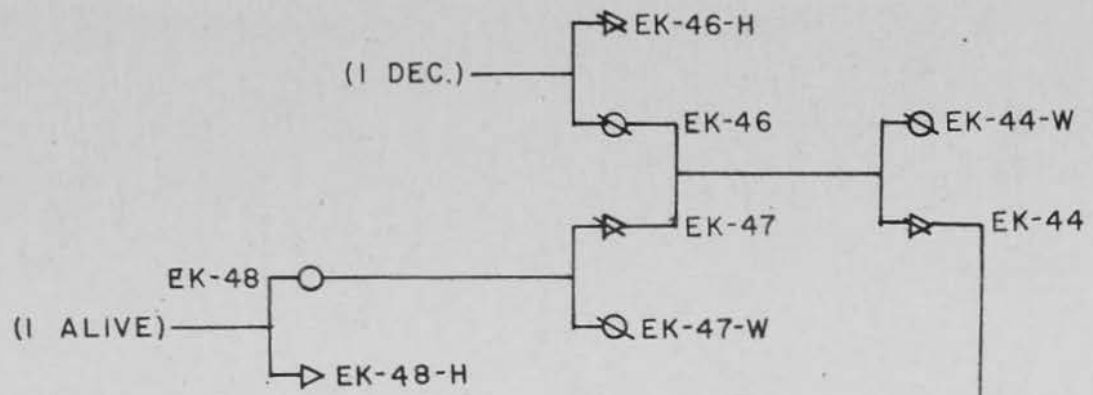 EK-46-H
(1 DEC.)
EK-46
EK-44-W
EK-47
EK-44
EK-48
(1 ALIVE)
EK-47-W
EK-48-H